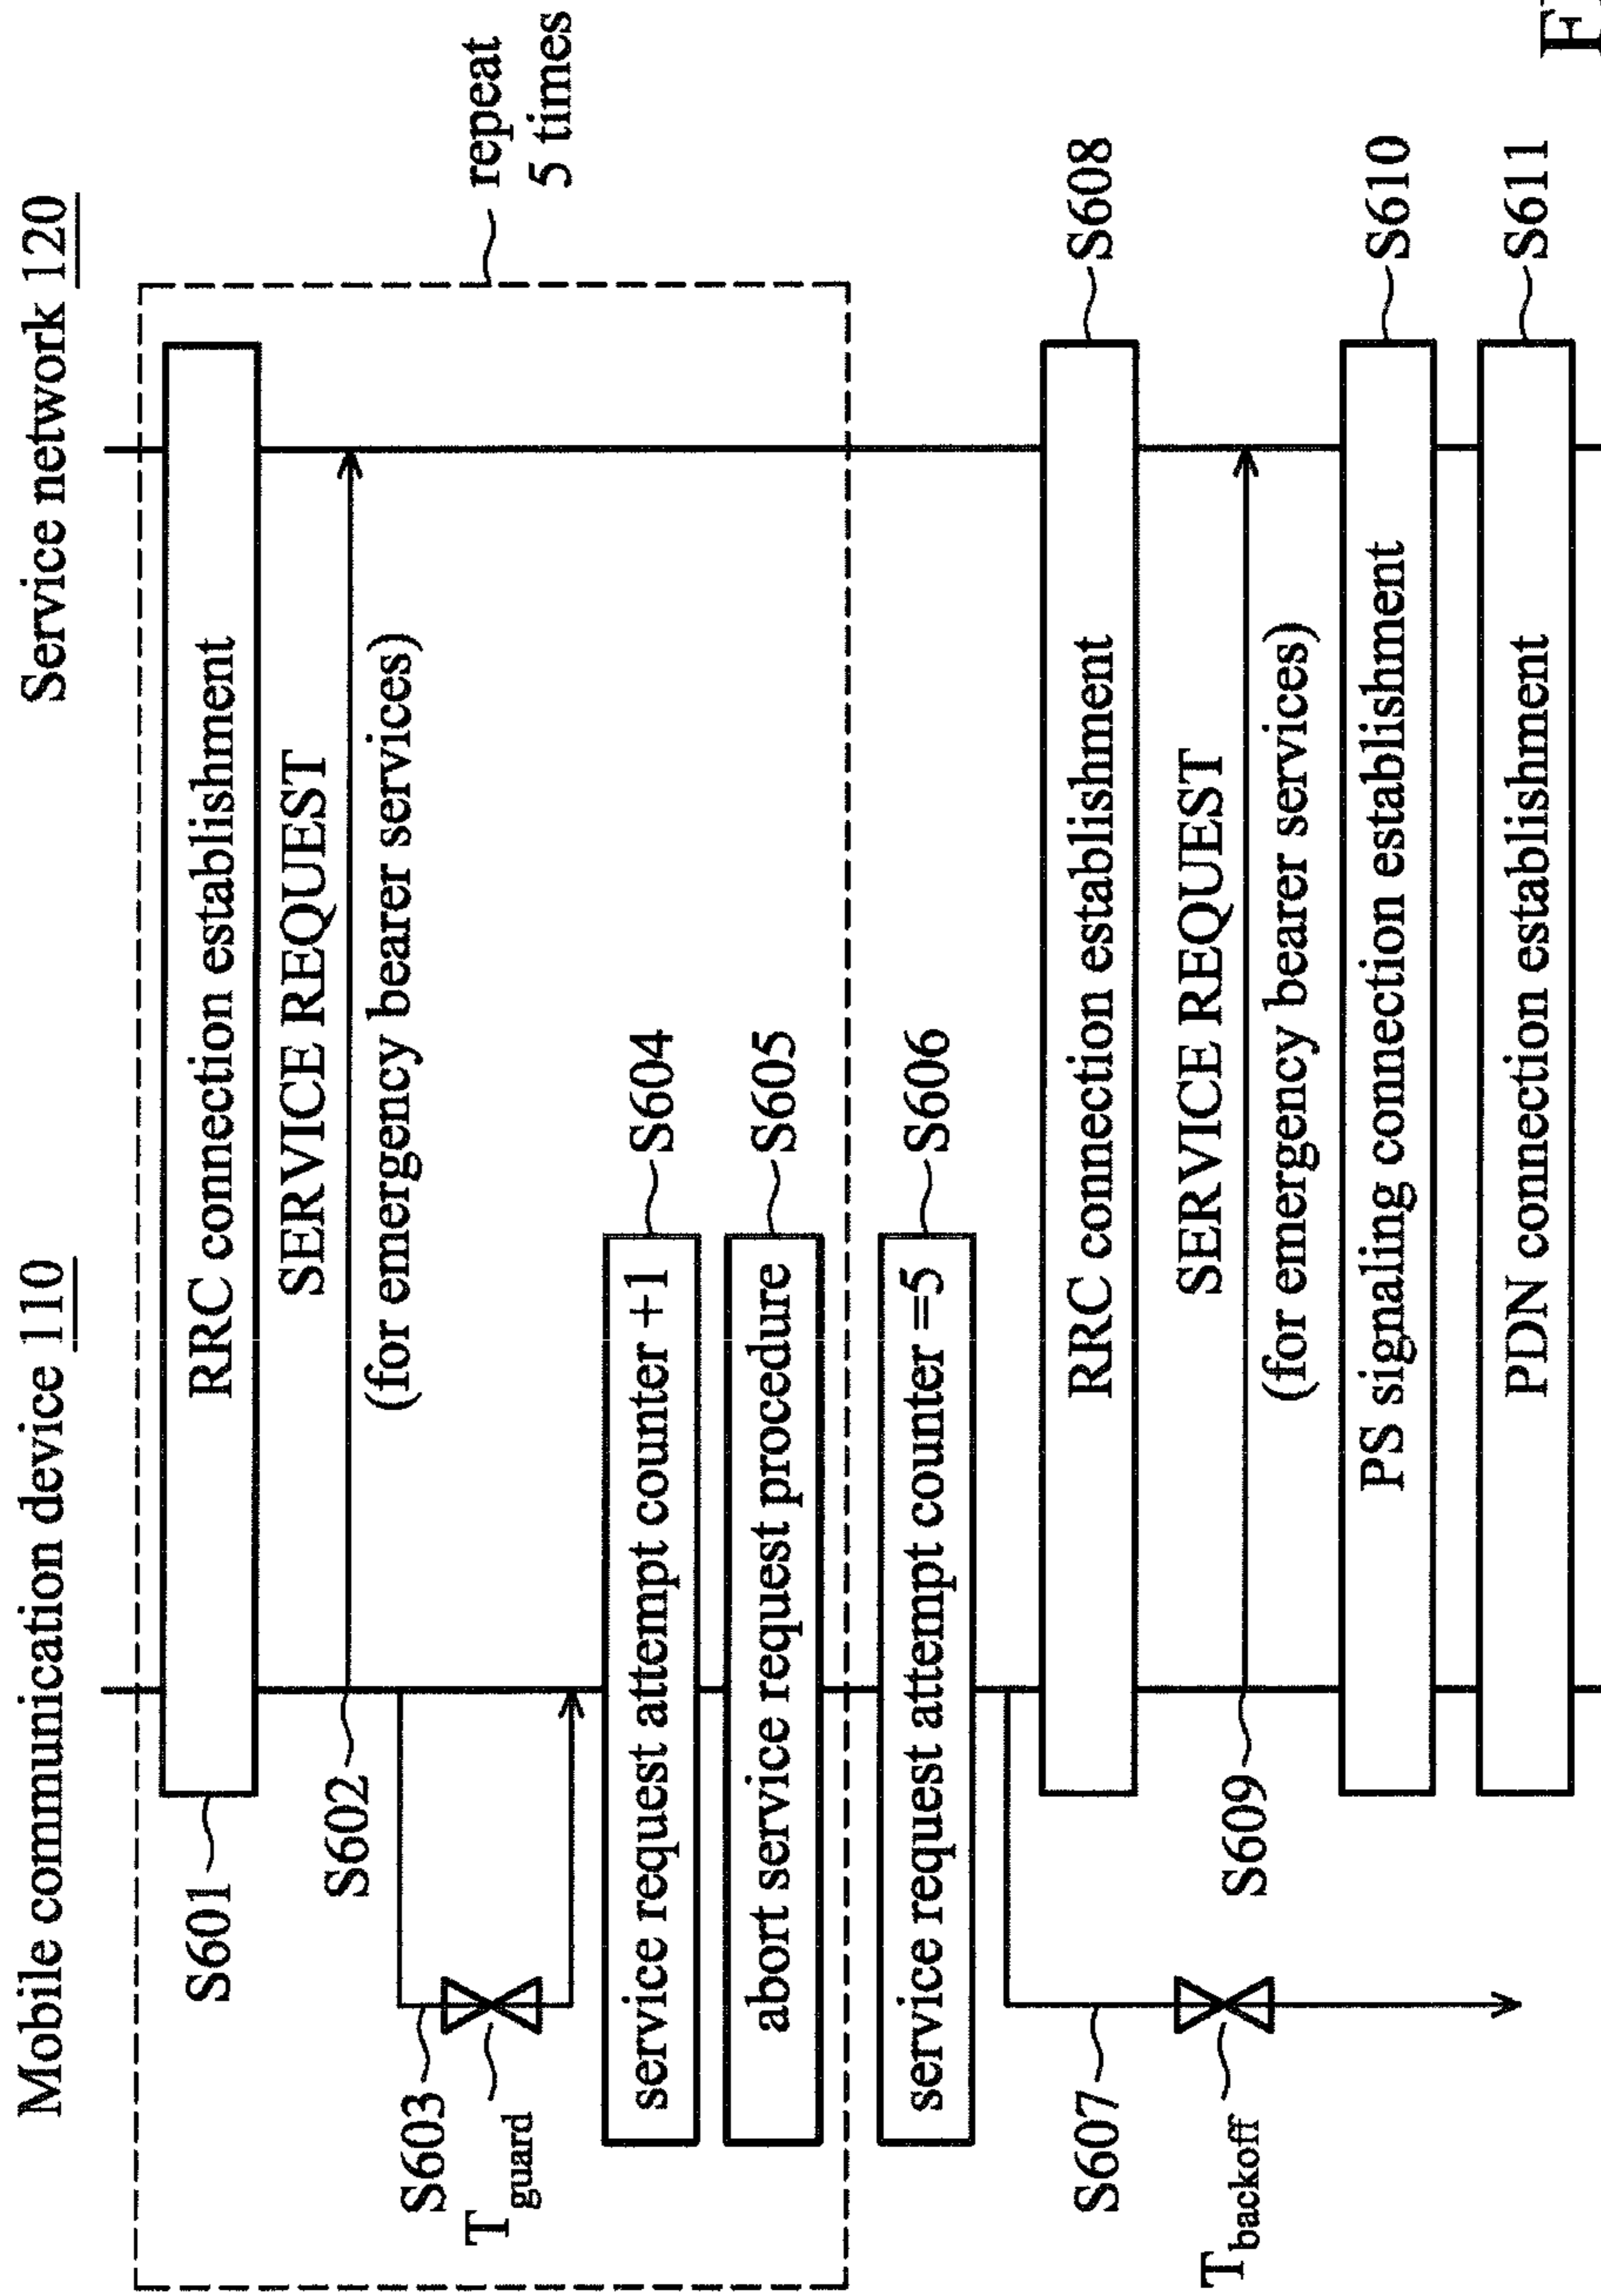 Mobile communication device 110
Service network 120
RRC connection establishment
S601
SERVICE REQUEST
S602
(for emergency bearer services)
S603
T guard
repeat
5 times
service request attempt counter +1
S604
abort service request procedure
S605
service request attempt counter =5
S606
S607
T backoff
RRC connection establishment
S608
SERVICE REQUEST
S609
(for emergency bearer services)
PS signaling connection establishment
S610
PDN connection establishment
S611